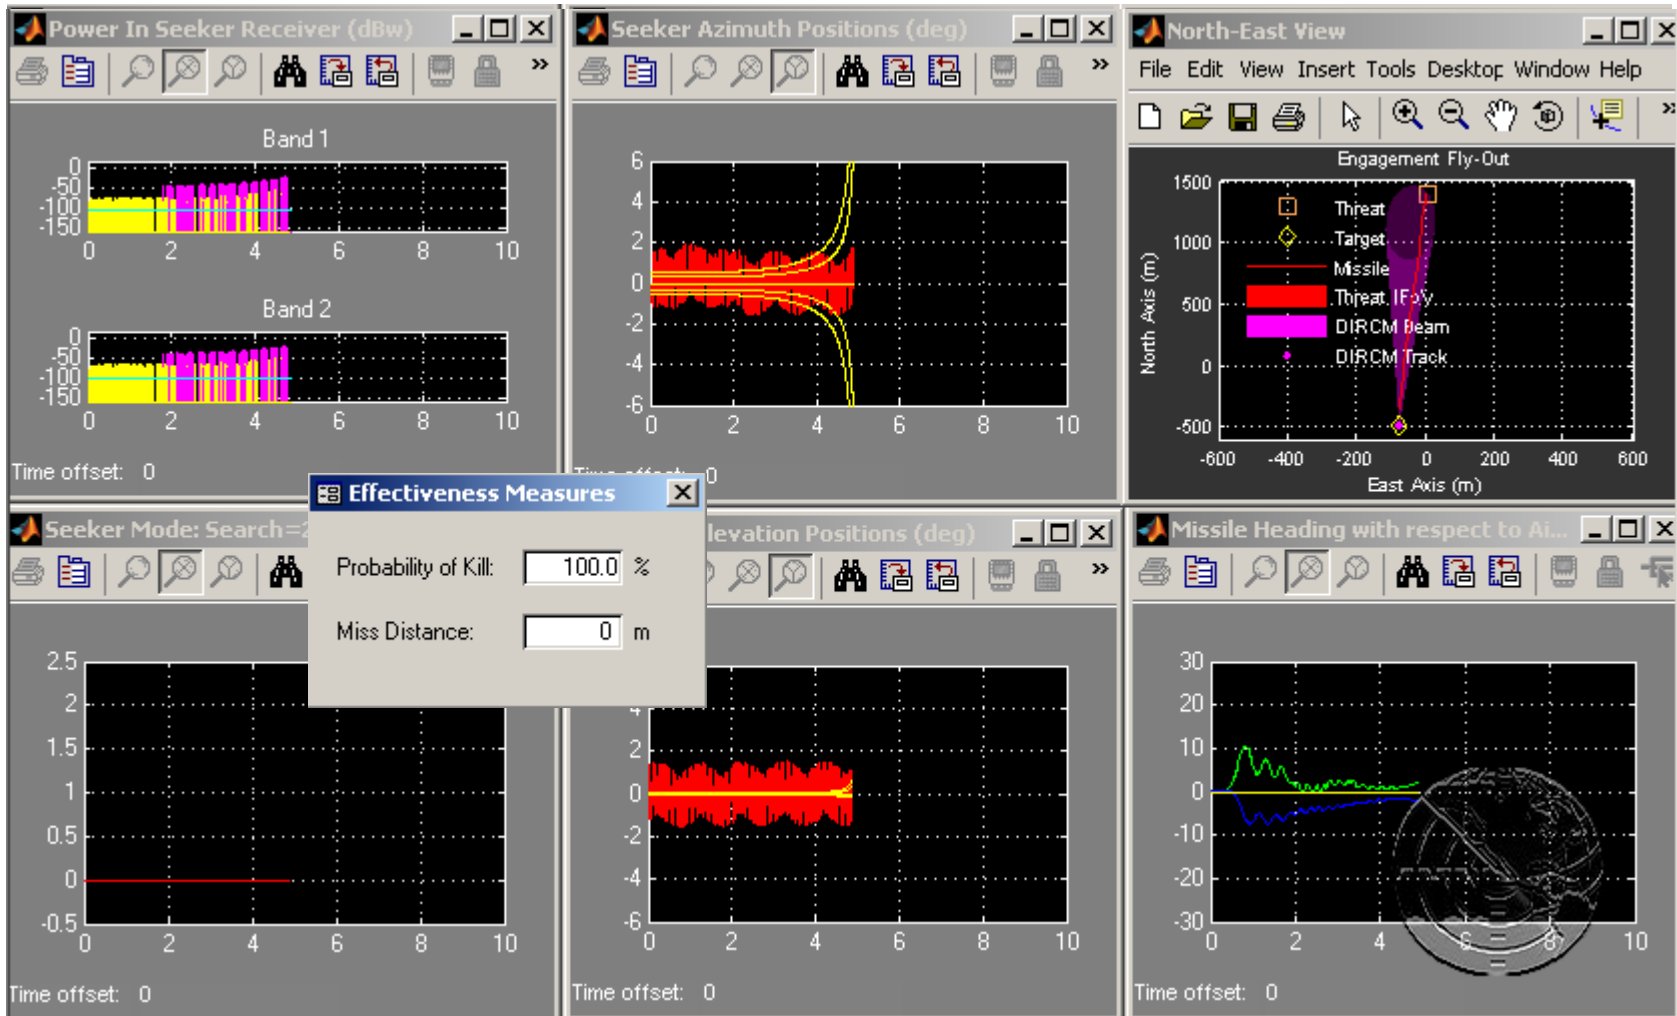 Power In Seeker Receiver (dBw)
»
Band 1
0
-50
-100
-150
0 2 4 6 8 10
Band 2
0
-50
-100
-150
0 2 4 6 8 10
Time offset: 0
Seeker Azimuth Positions (deg)
»
6
4
2
0
-2
-4
-6
0 2 4 6 8 10
Time offset: 0
North-East View
File Edit View Insert Tools Desktop Window Help
»
Engagement Fly-Out
North Axis (m)
1500
1000
500
0
-500
Threat
Target
Missile
Threat IFoV
DIRCM Beam
DIRCM Track
-600 -400 -200 0 200 400 600
East Axis (m)
Seeker Mode: Search=2
2.5
2
1.5
1
0.5
0
-0.5
0 2 4 6 8 10
Time offset: 0
Effectiveness Measures
Probability of Kill: 100.0 %
Miss Distance: 0 m
levation Positions (deg)
»
4
2
0
-2
-4
-6
0 2 4 6 8 10
Time offset: 0
Missile Heading with respect to Ai...
30
20
10
0
-10
-20
-30
0 2 4 6 8 10
Time offset: 0